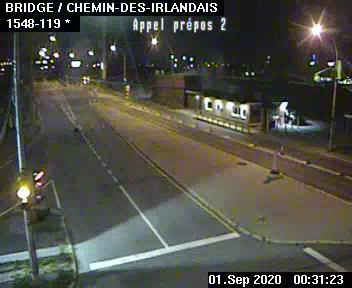 BRIDGE / CHEMIN-DES-IRLANDAIS
1548-119 *
Appel prépos 2
01.Sep 2020 00:31:23